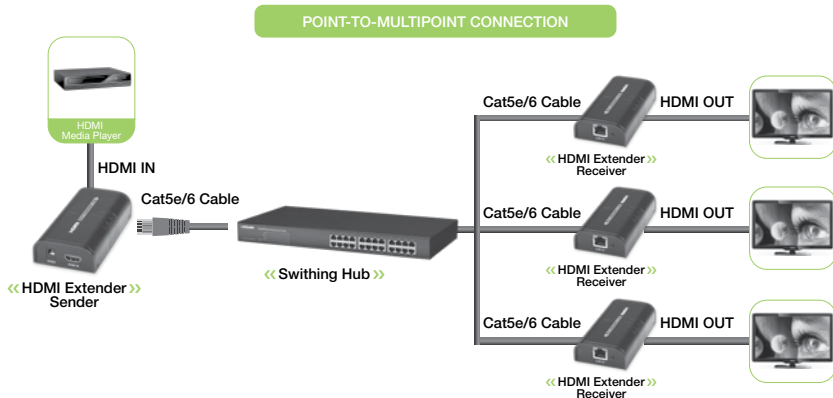 POINT-TO-MULTIPOINT CONNECTION
HDMI
Media Player
HDMI IN
Cat5e/6 Cable
«HDMI Extender»
Sender
«Swithing Hub»
Cat5e/6 Cable
HDMI OUT
«HDMI Extender»
Receiver
Cat5e/6 Cable
HDMI OUT
«HDMI Extender»
Receiver
Cat5e/6 Cable
HDMI OUT
«HDMI Extender»
Receiver